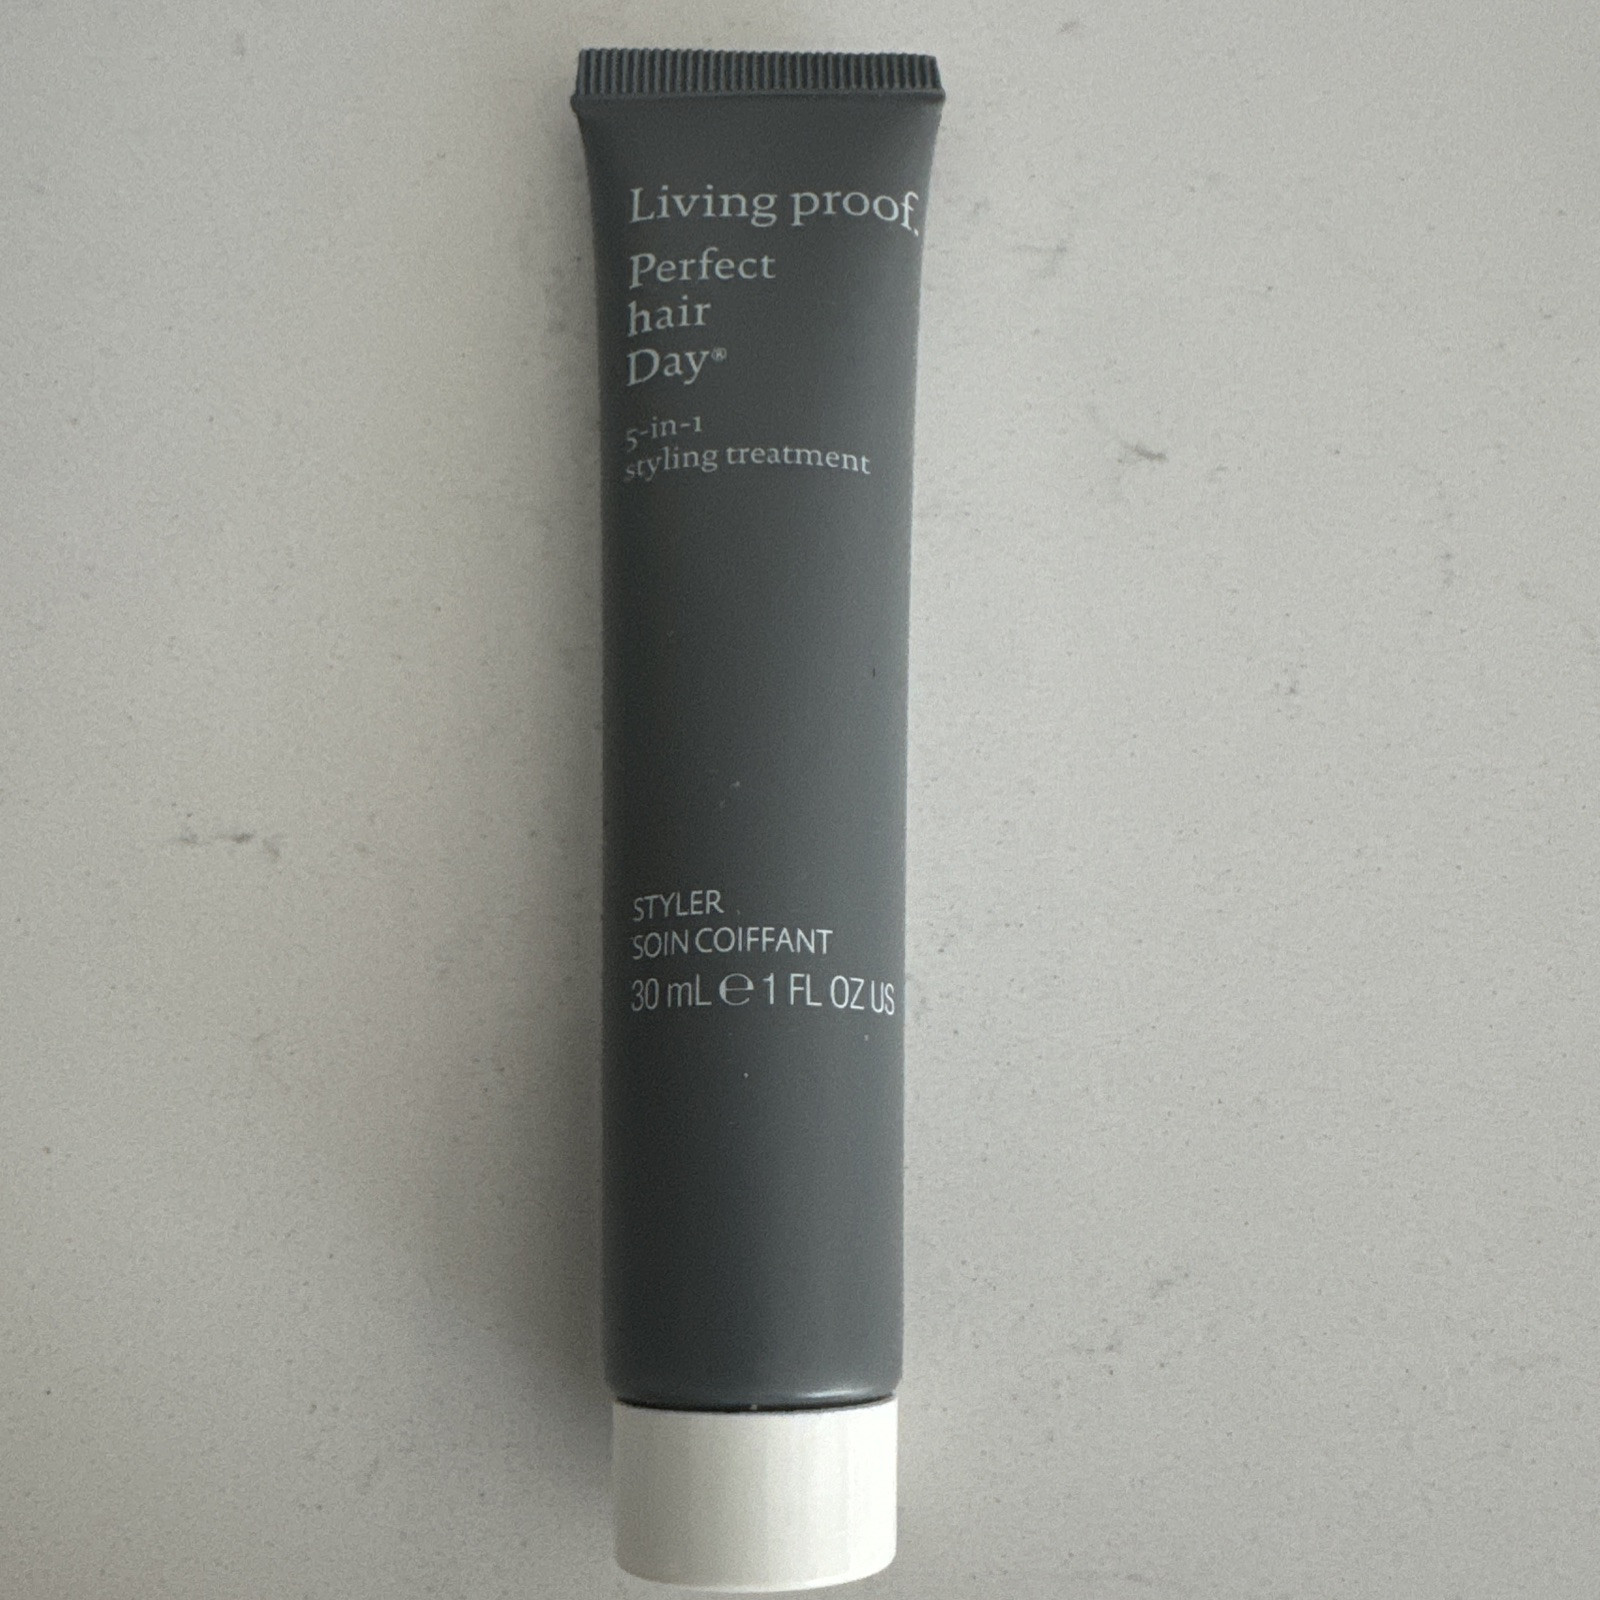 Living proof.
Perfect
hair
Day®
5-in-1
styling treatment
STYLER
SOIN COIFFANT
30 mL ℮ 1 FL OZ US